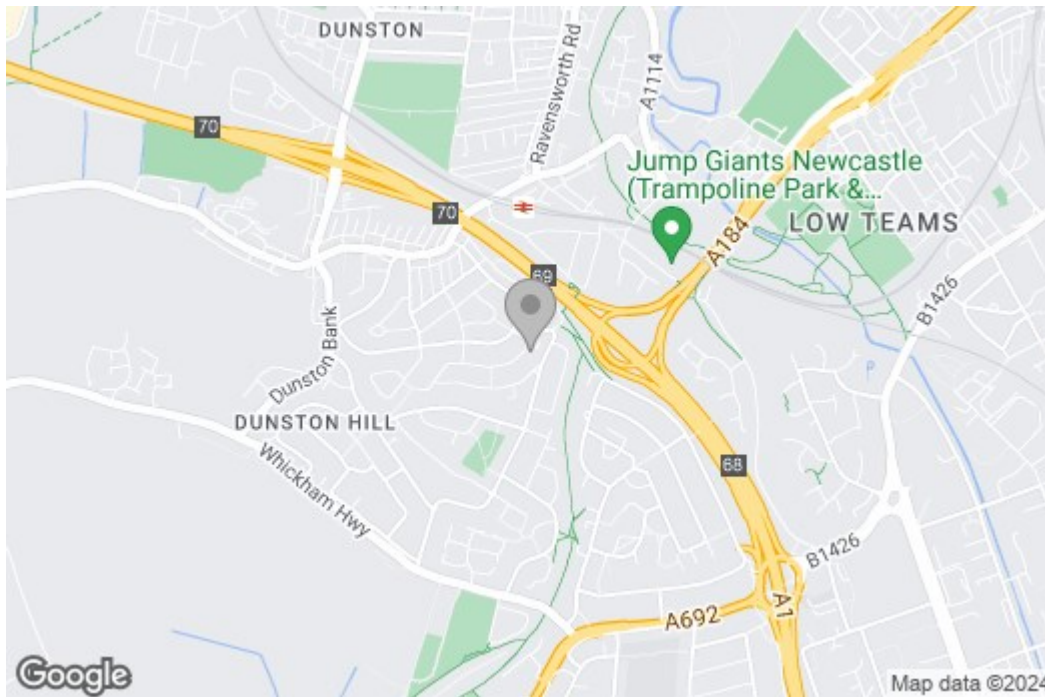 DUNSTON
Ravensworth Rd
A1114
70
Jump Giants Newcastle
(Trampoline Park &...
70
A184
LOW TEAMS
69
B1426
Dunston Bank
P
DUNSTON HILL
Whickham Hwy
68
B1426
A692
A1
Google
Map data ©2024